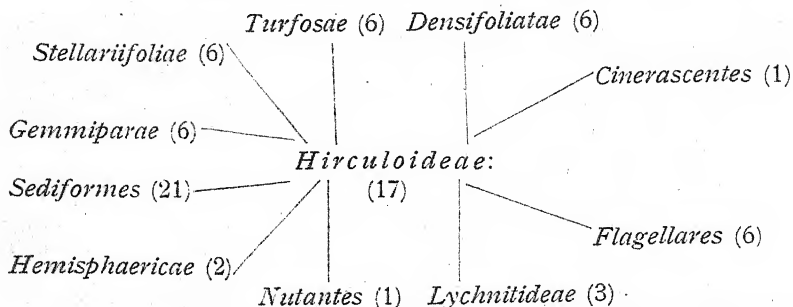 Turfosae (6) Densifoliatae (6)
Stellariifoliae (6)
Cinerascentes (1)
Gemmiparae (6)
Hirculoideae:
Sediformes (21)
(17)
Flagellares (6)
Hemisphaericae (2)
Nutantes (1) Lychnitideae (3)